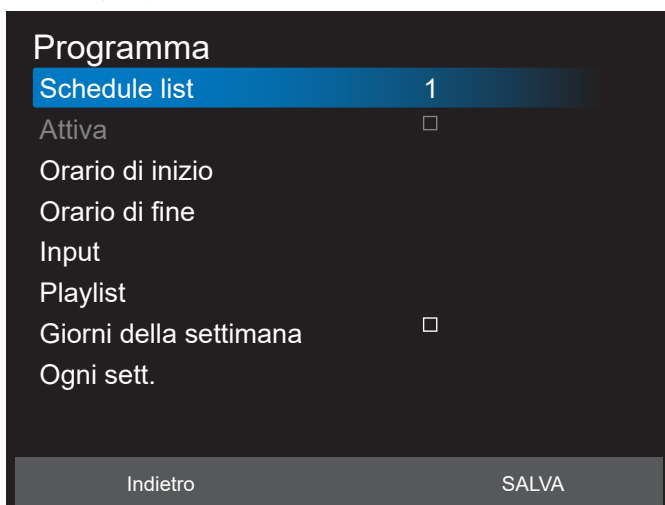 Programma
Schedule list 1
Attiva
Orario di inizio
Orario di fine
Input
Playlist
Giorni della settimana
Ogni sett.
Indietro SALVA